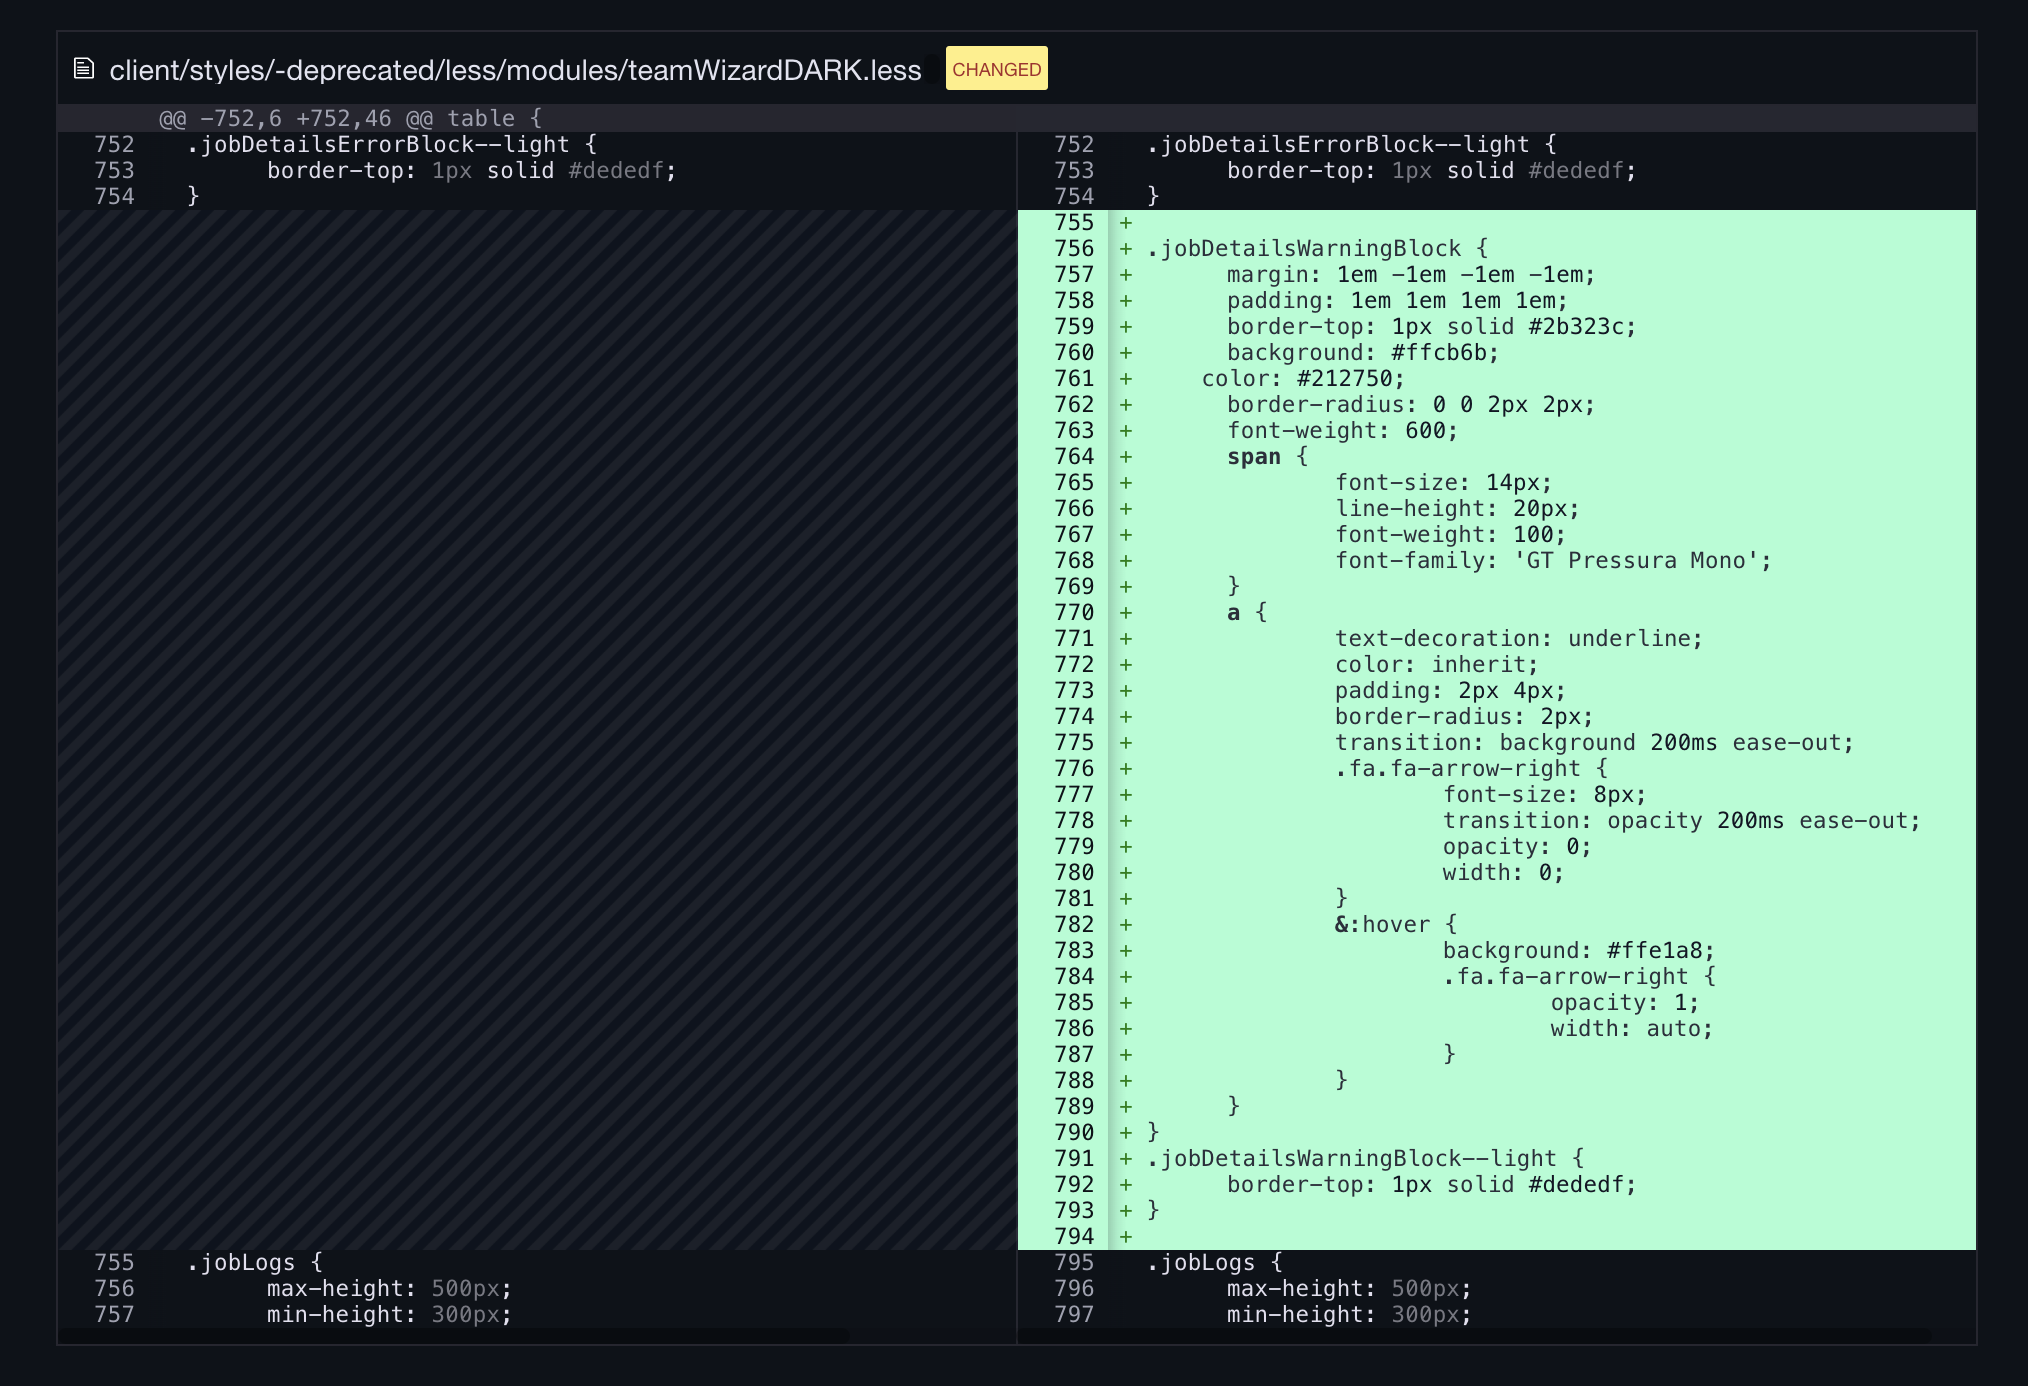 client/styles/-deprecated/less/modules/teamWizardDARK.less CHANGED
@@ -752,6 +752,46 @@ table {
752 .jobDetailsErrorBlock--light {
753 border-top: 1px solid #dededf;
754 }
755 .jobLogs {
756 max-height: 500px;
757 min-height: 300px;
752 .jobDetailsErrorBlock--light {
753 border-top: 1px solid #dededf;
754 }
755 +
756 + .jobDetailsWarningBlock {
757 + margin: 1em -1em -1em -1em;
758 + padding: 1em 1em 1em 1em;
759 + border-top: 1px solid #2b323c;
760 + background: #ffcb6b;
761 + color: #212750;
762 + border-radius: 0 0 2px 2px;
763 + font-weight: 600;
764 + span {
765 + font-size: 14px;
766 + line-height: 20px;
767 + font-weight: 100;
768 + font-family: 'GT Pressura Mono';
769 + }
770 + a {
771 + text-decoration: underline;
772 + color: inherit;
773 + padding: 2px 4px;
774 + border-radius: 2px;
775 + transition: background 200ms ease-out;
776 + .fa.fa-arrow-right {
777 + font-size: 8px;
778 + transition: opacity 200ms ease-out;
779 + opacity: 0;
780 + width: 0;
781 + }
782 + &:hover {
783 + background: #ffe1a8;
784 + .fa.fa-arrow-right {
785 + opacity: 1;
786 + width: auto;
787 + }
788 + }
789 + }
790 + }
791 + .jobDetailsWarningBlock--light {
792 + border-top: 1px solid #dededf;
793 + }
794 +
795 .jobLogs {
796 max-height: 500px;
797 min-height: 300px;